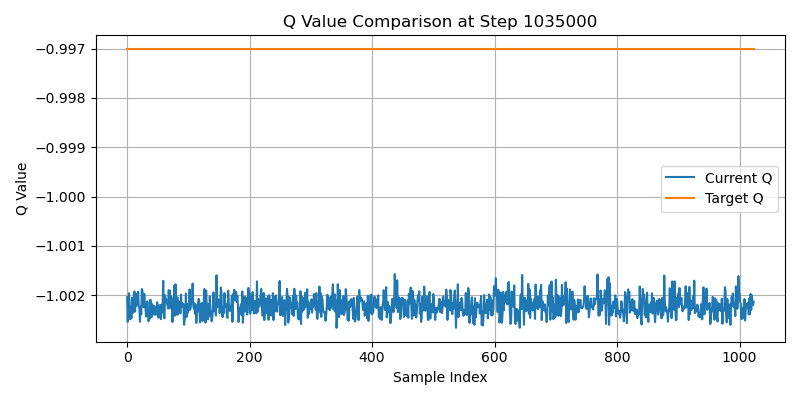 Q Value Comparison at Step 1035000
Q Value
−0.997
−0.998
−0.999
−1.000
−1.001
−1.002
Current Q
Target Q
0
200
400
600
800
1000
Sample Index